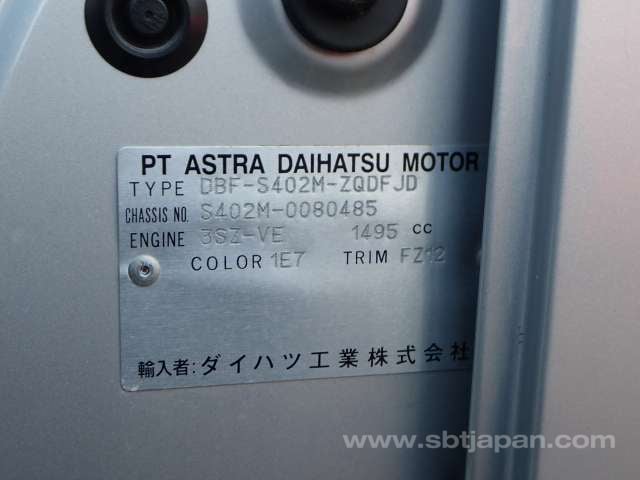 PT ASTRA DAIHATSU MOTOR
TYPE DBF-S402M-ZQDFJD
CHASSIS NO. S402M-0080485
ENGINE 3SZ-VE 1495 CC
COLOR 1E7 TRIM FZ12
輸入者:ダイハツ工業株式会社
www.sbtjapan.com